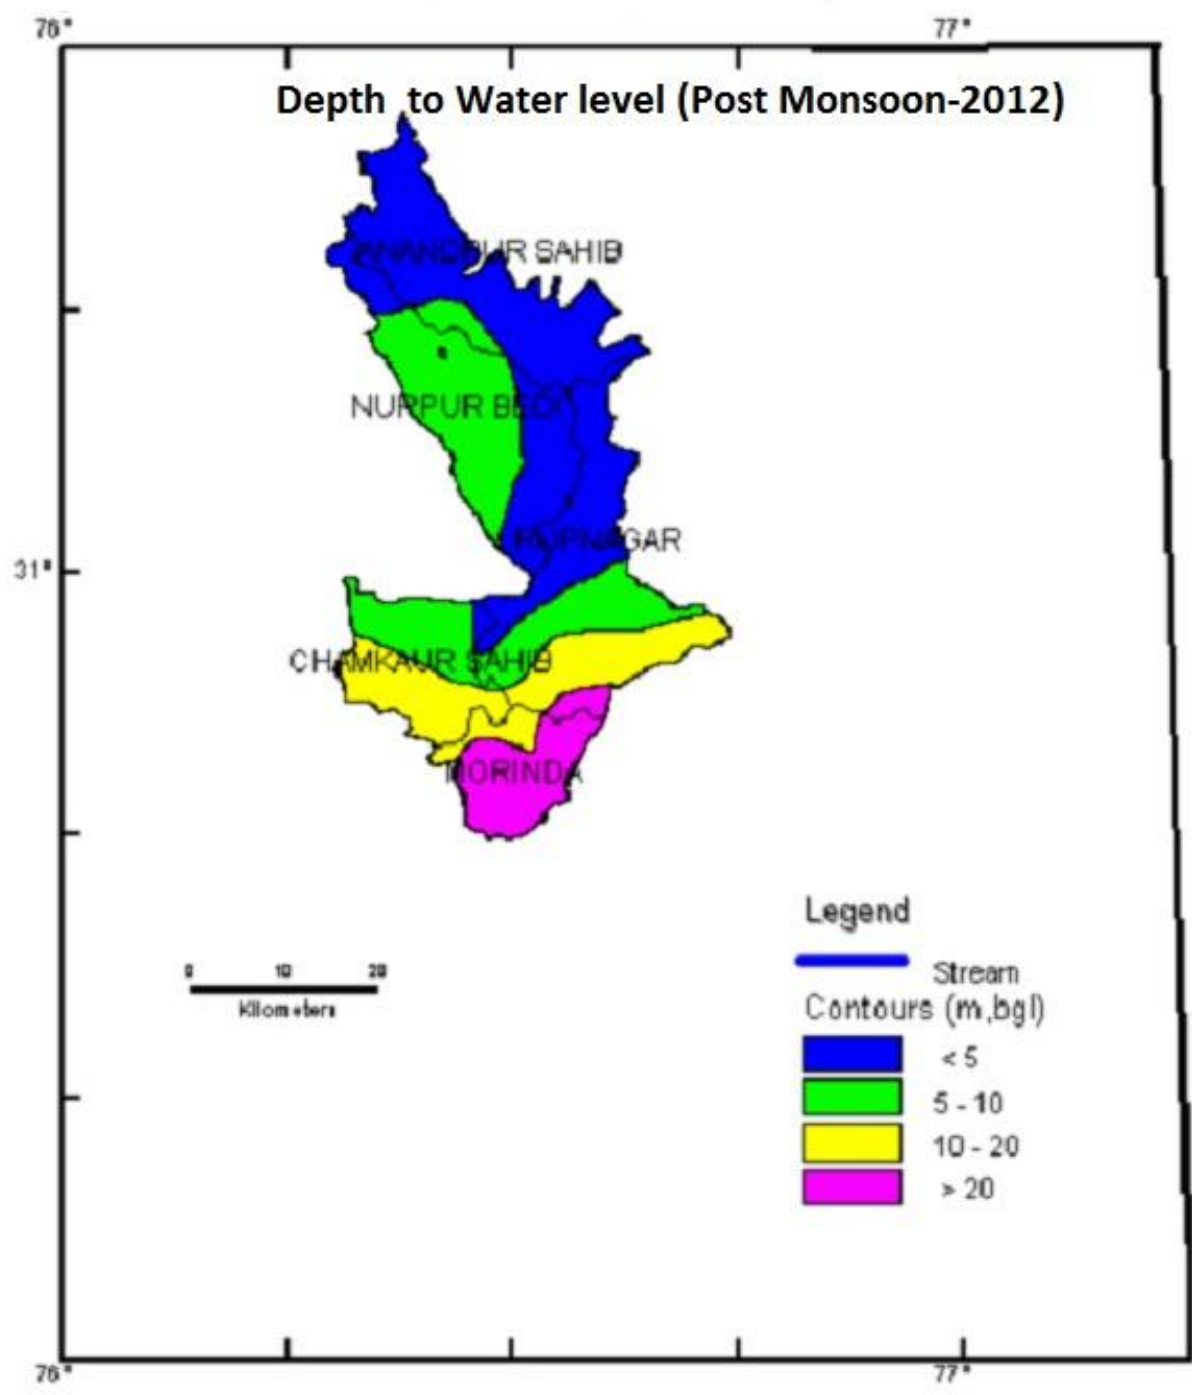 76°
77°
Depth to Water level (Post Monsoon-2012)
ANANDPUR SAHIB
NURPUR BEDI
RUPNAGAR
31°
CHAMKAUR SAHIB
MORINDA
Legend
Stream
0 10 20
Kilometers
Contours (m,bgl)
< 5
5 - 10
10 - 20
> 20
76°
77°